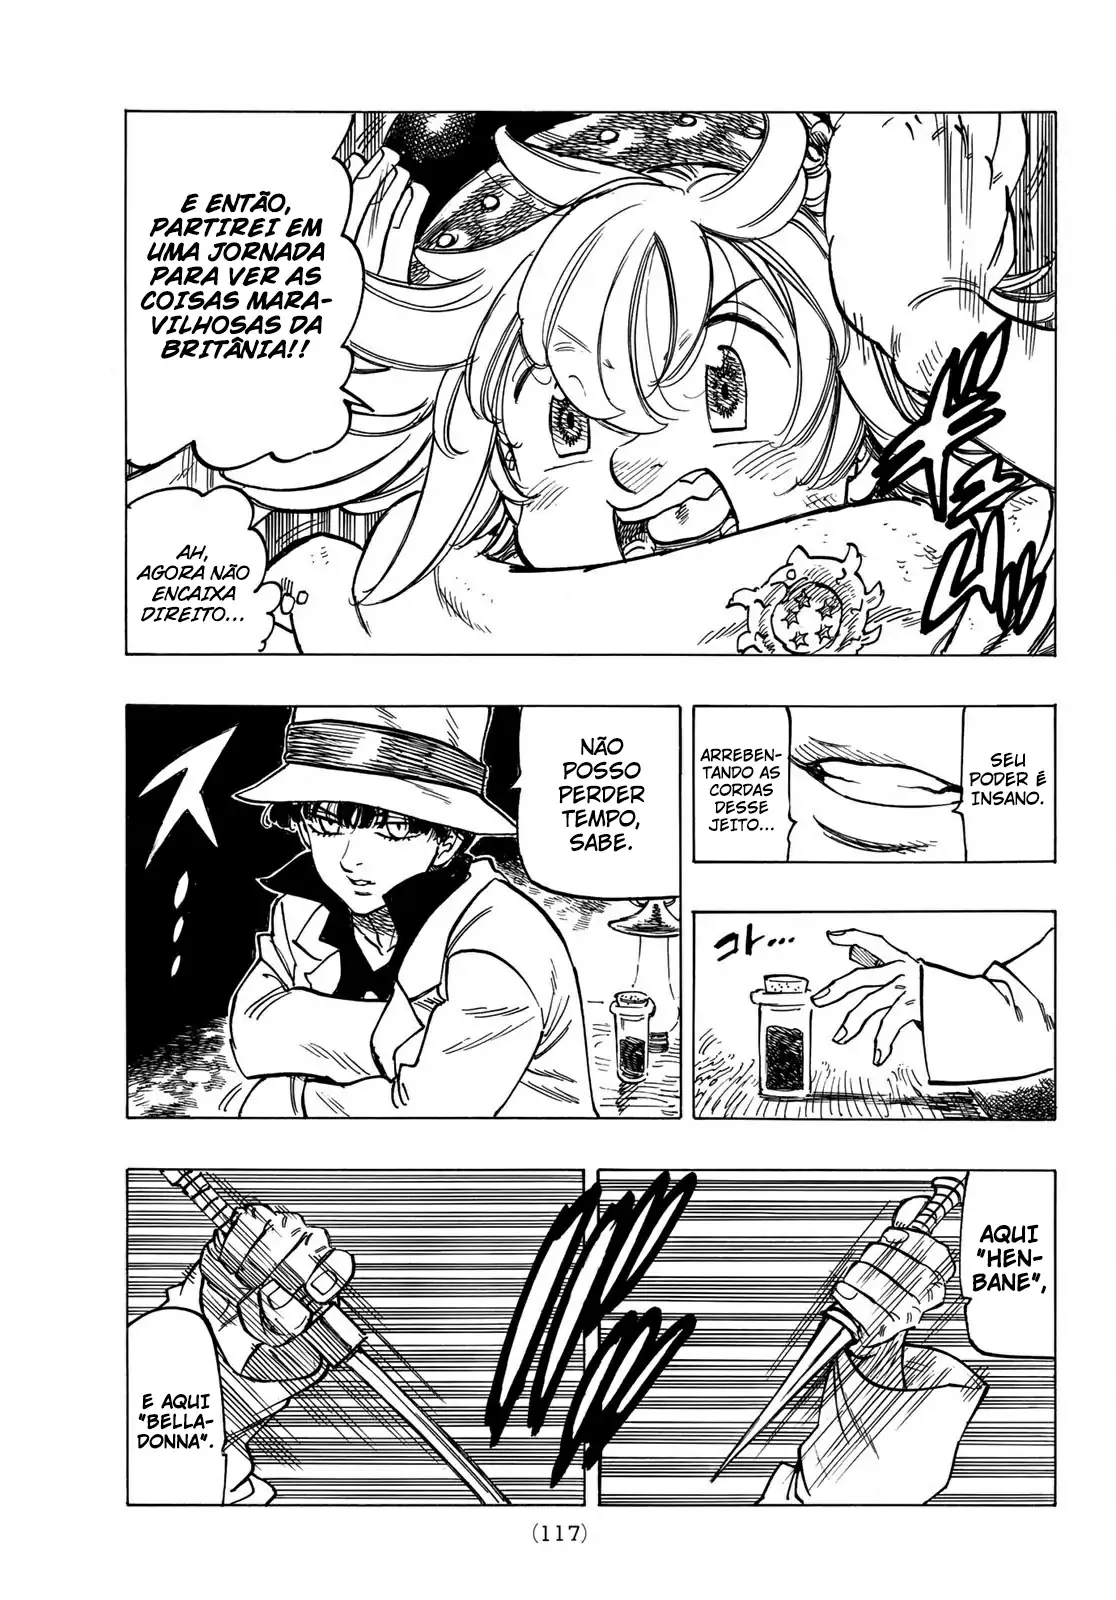 E ENTÃO,
PARTIREI EM
UMA JORNADA
PARA VER AS
COISAS MARA-
VILHOSAS DA
BRITÂNIA!!
AH,
AGORA NÃO
ENCAIXA
DIREITO...
SEU
PODER É
INSANO.
ARREBEN-
TANDO AS
CORDAS
DESSE
JEITO...
コト…
NÃO
POSSO
PERDER
TEMPO,
SABE.
AQUI
"HEN-
BANE",
E AQUI
"BELLA-
DONNA".
(117)